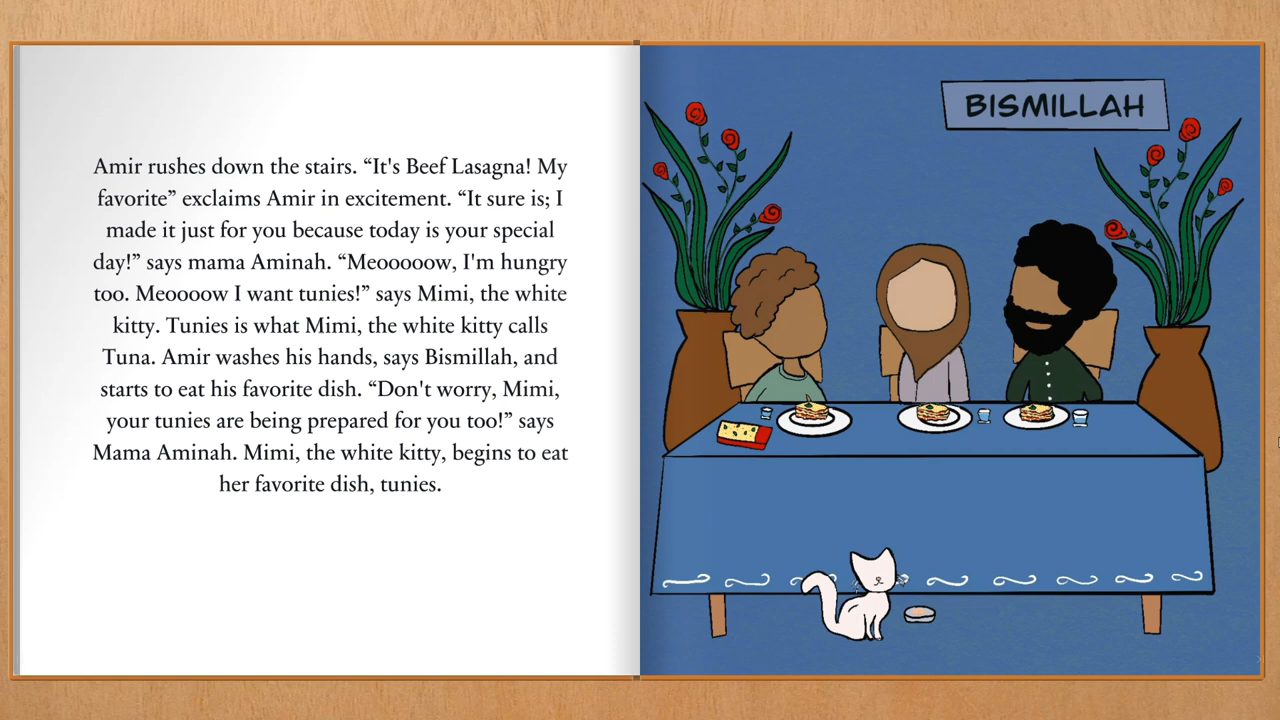 Amir rushes down the stairs. “It's Beef Lasagna! My
favorite” exclaims Amir in excitement. “It sure is; I
made it just for you because today is your special
day!” says mama Aminah. “Meooooow, I'm hungry
too. Meoooow I want tunies!” says Mimi, the white
kitty. Tunies is what Mimi, the white kitty calls
Tuna. Amir washes his hands, says Bismillah, and
starts to eat his favorite dish. “Don't worry, Mimi,
your tunies are being prepared for you too!” says
Mama Aminah. Mimi, the white kitty, begins to eat
her favorite dish, tunies.
BISMILLAH